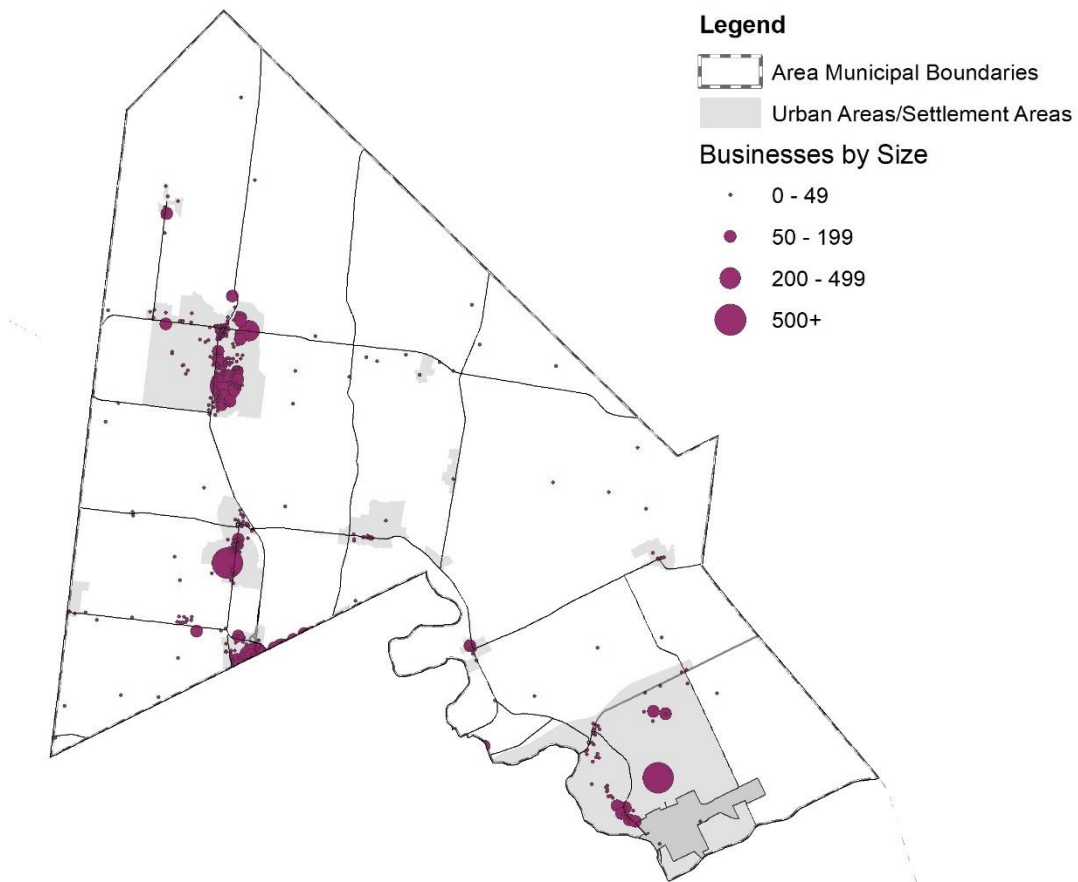 Legend
Area Municipal Boundaries
Urban Areas/Settlement Areas
Businesses by Size
0 - 49
50 - 199
200 - 499
500+